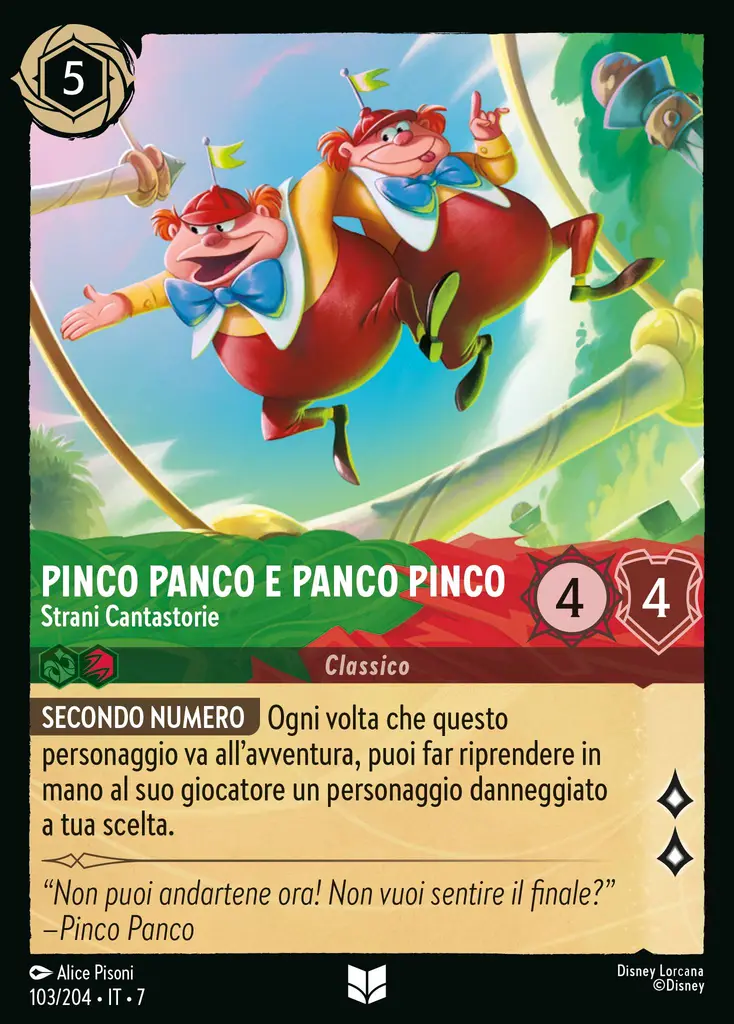 5
PINCO PANCO E PANCO PINCO
Strani Cantastorie
4
4
Classico
SECONDO NUMERO Ogni volta che questo
personaggio va all’avventura, puoi far riprendere in
mano al suo giocatore un personaggio danneggiato
a tua scelta.
“Non puoi andartene ora! Non vuoi sentire il finale?”
–Pinco Panco
Alice Pisoni
103/204 • IT • 7
Disney Lorcana
©Disney